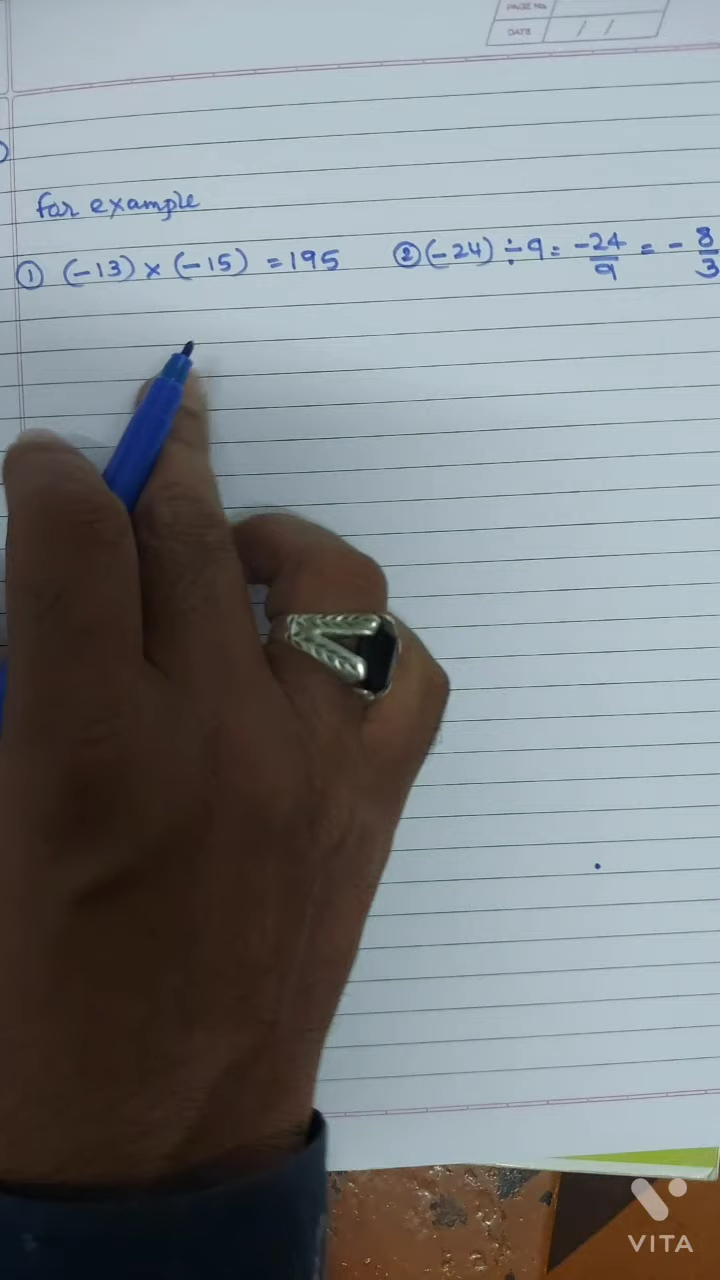 PAGE No.
DATE / /
for example
① (-13) × (-15) = 195 ② (-24) ÷ 9 = -24/9 = - 8/3
VITA